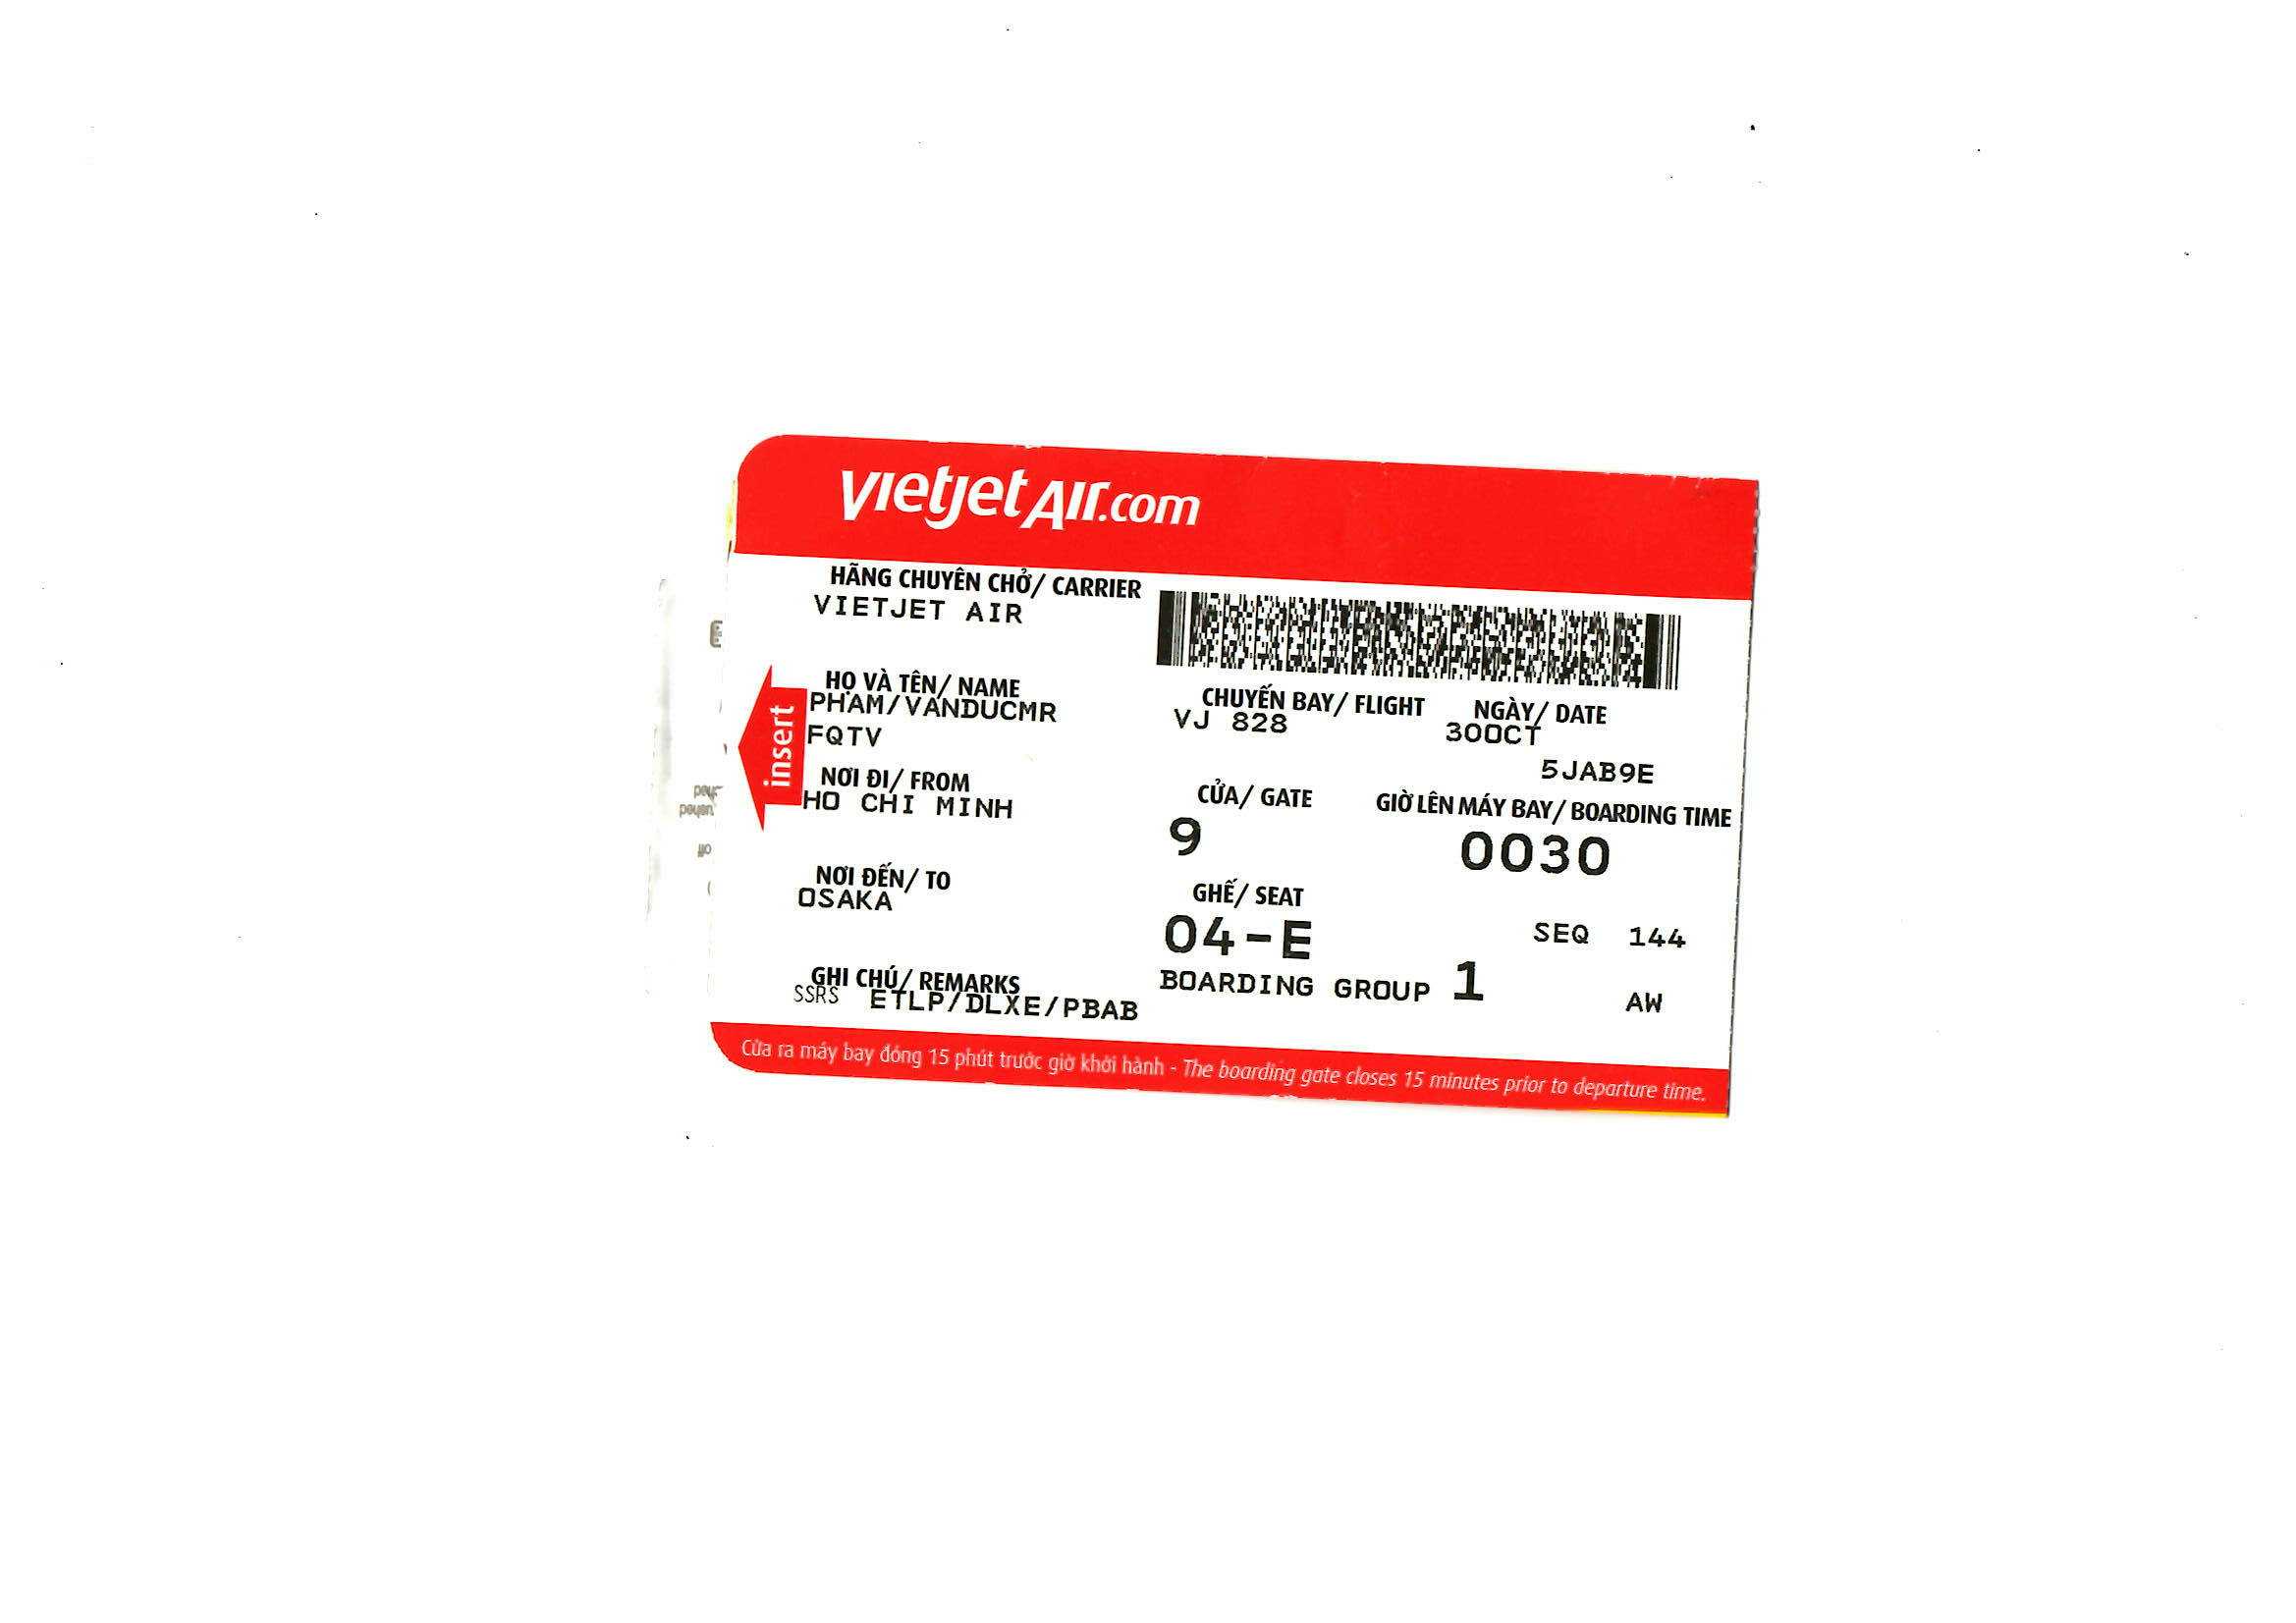 vietjetAir.com
HÃNG CHUYÊN CHỞ/ CARRIER
VIETJET AIR
HỌ VÀ TÊN/ NAME
PHAM/VANDUCMR
FQTV
CHUYẾN BAY/ FLIGHT
VJ 828
NGÀY/ DATE
30OCT
5JAB9E
insert
NƠI ĐI/ FROM
HO CHI MINH
CỬA/ GATE
9
GIỜ LÊN MÁY BAY/ BOARDING TIME
0030
NƠI ĐẾN/ TO
OSAKA
GHẾ/ SEAT
04-E
SEQ 144
GHI CHÚ/ REMARKS
SSRS ETLP/DLXE/PBAB
BOARDING GROUP 1
AW
Cửa ra máy bay đóng 15 phút trước giờ khởi hành - The boarding gate closes 15 minutes prior to departure time.